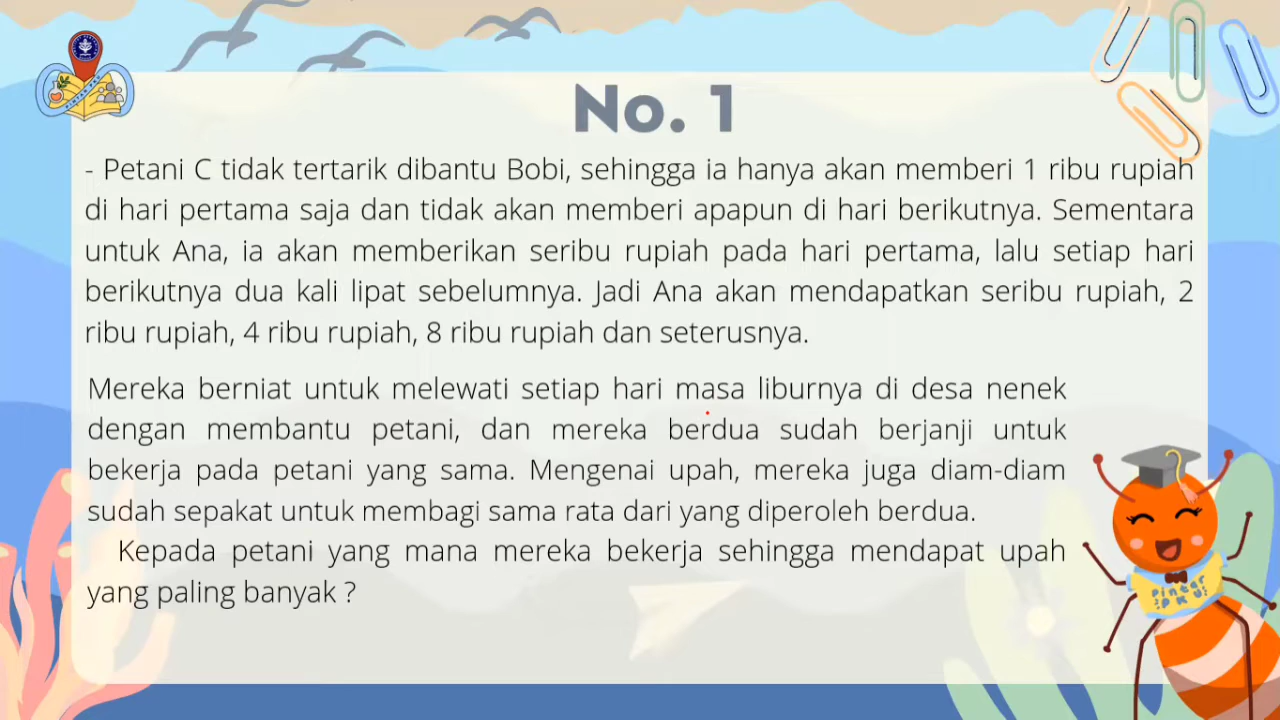 No. 1
- Petani C tidak tertarik dibantu Bobi, sehingga ia hanya akan memberi 1 ribu rupiah
di hari pertama saja dan tidak akan memberi apapun di hari berikutnya. Sementara
untuk Ana, ia akan memberikan seribu rupiah pada hari pertama, lalu setiap hari
berikutnya dua kali lipat sebelumnya. Jadi Ana akan mendapatkan seribu rupiah, 2
ribu rupiah, 4 ribu rupiah, 8 ribu rupiah dan seterusnya.
Mereka berniat untuk melewati setiap hari masa liburnya di desa nenek
dengan membantu petani, dan mereka berdua sudah berjanji untuk
bekerja pada petani yang sama. Mengenai upah, mereka juga diam-diam
sudah sepakat untuk membagi sama rata dari yang diperoleh berdua.
Kepada petani yang mana mereka bekerja sehingga mendapat upah
yang paling banyak ?
Pintar
PKU